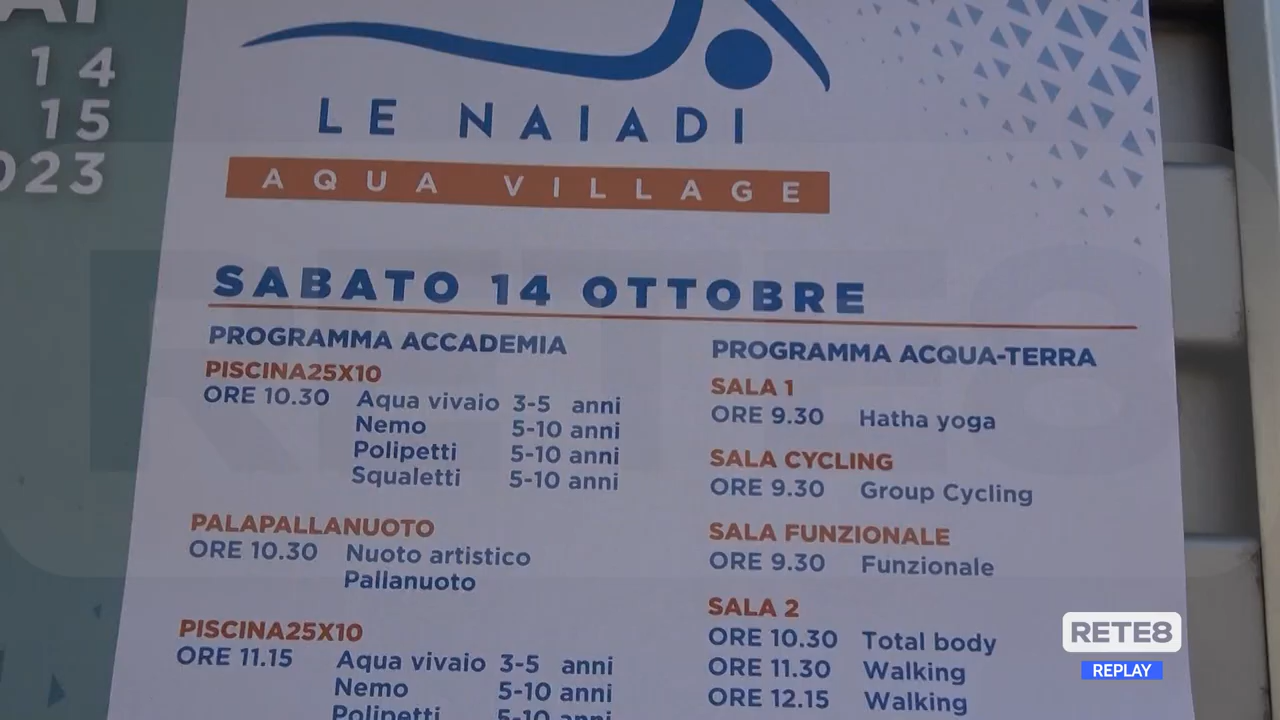 14
15
023
LE NAIADI
AQUA VILLAGE
SABATO 14 OTTOBRE
PROGRAMMA ACCADEMIA
PISCINA25X10
ORE 10.30 Aqua vivaio 3-5 anni
Nemo 5-10 anni
Polipetti 5-10 anni
Squaletti 5-10 anni
PALAPALLANUOTO
ORE 10.30 Nuoto artistico
Pallanuoto
PISCINA25X10
ORE 11.15 Aqua vivaio 3-5 anni
Nemo 5-10 anni
Polipetti 5-10 anni
PROGRAMMA ACQUA-TERRA
SALA 1
ORE 9.30 Hatha yoga
SALA CYCLING
ORE 9.30 Group Cycling
SALA FUNZIONALE
ORE 9.30 Funzionale
SALA 2
ORE 10.30 Total body
ORE 11.30 Walking
ORE 12.15 Walking
RETE8
REPLAY